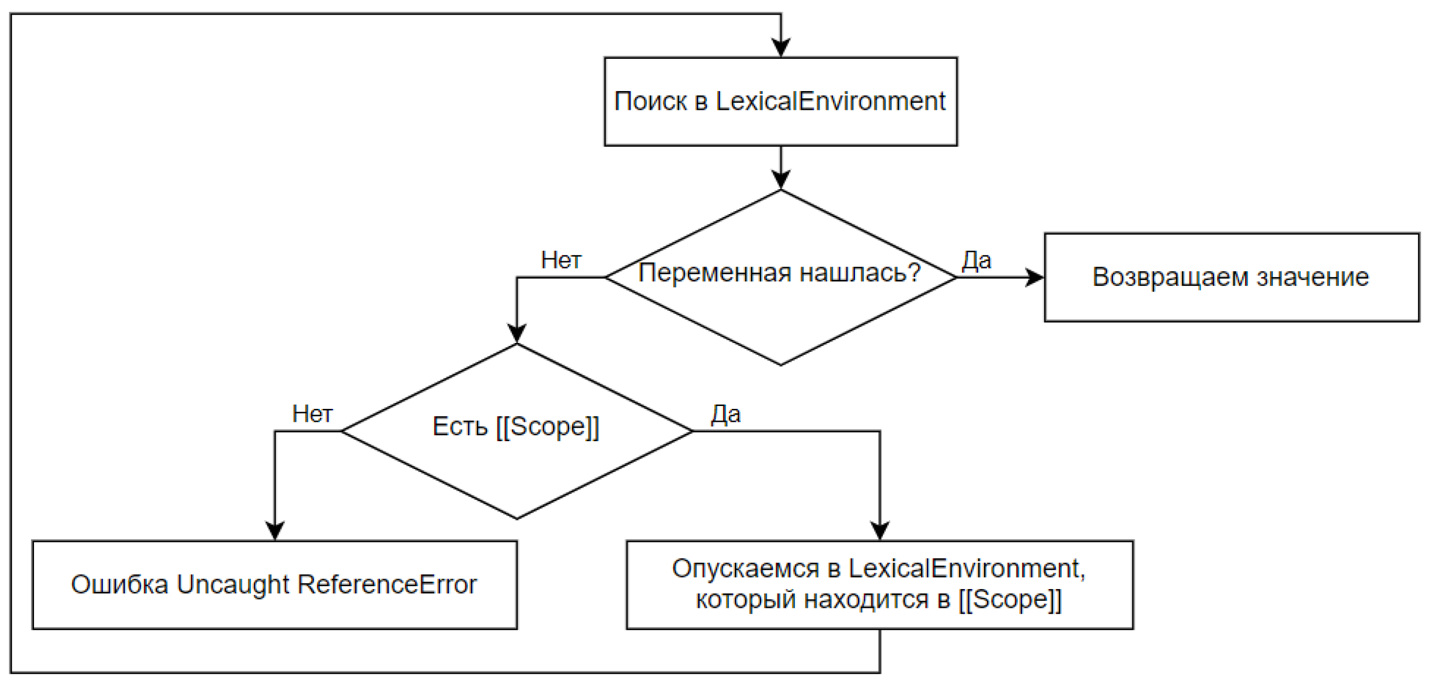 Поиск в LexicalEnvironment
Переменная нашлась?
Нет
Да
Возвращаем значение
Есть [[Scope]]
Нет
Да
Ошибка Uncaught ReferenceError
Опускаемся в LexicalEnvironment,
который находится в [[Scope]]